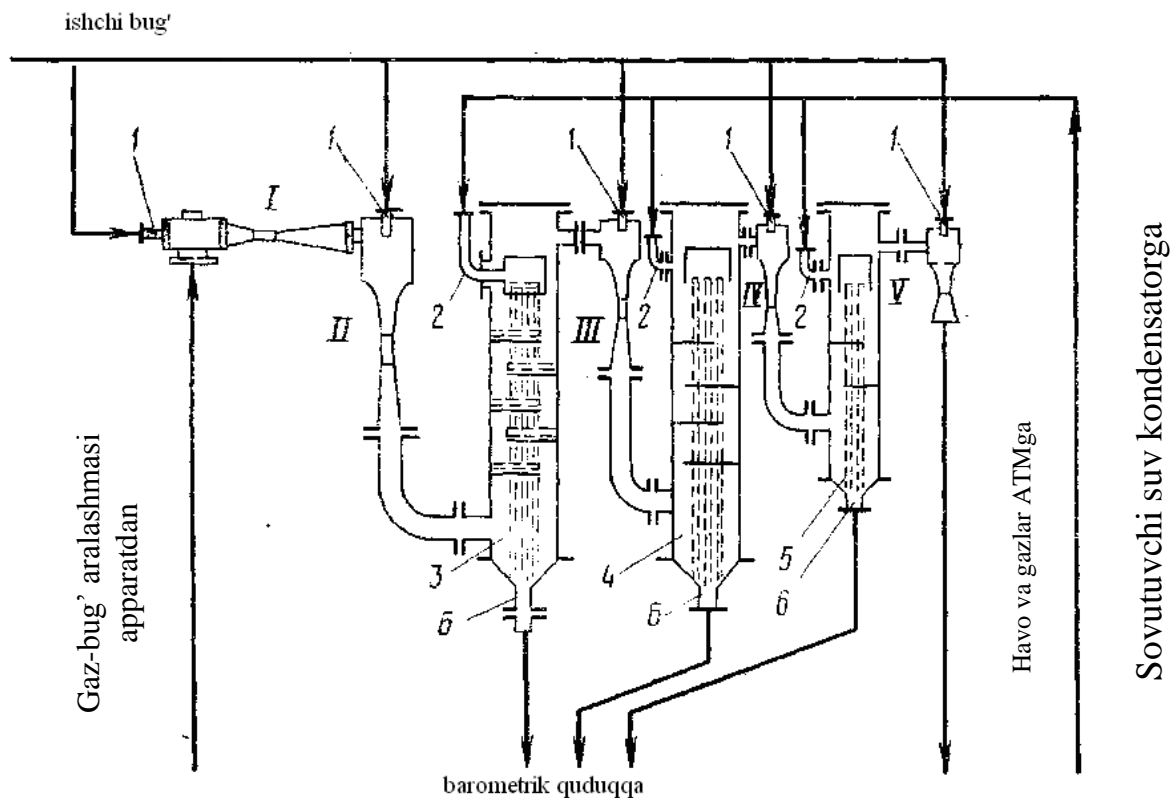 ishchi bug'
1
1
1
1
1
I
II
2
III
2
IV
2
V
3
4
5
6
6
6
Gaz-bug’ aralashmasi
apparatdan
Havo va gazlar ATMga
Sovutuvchi suv kondensatorga
barometrik quduqqa